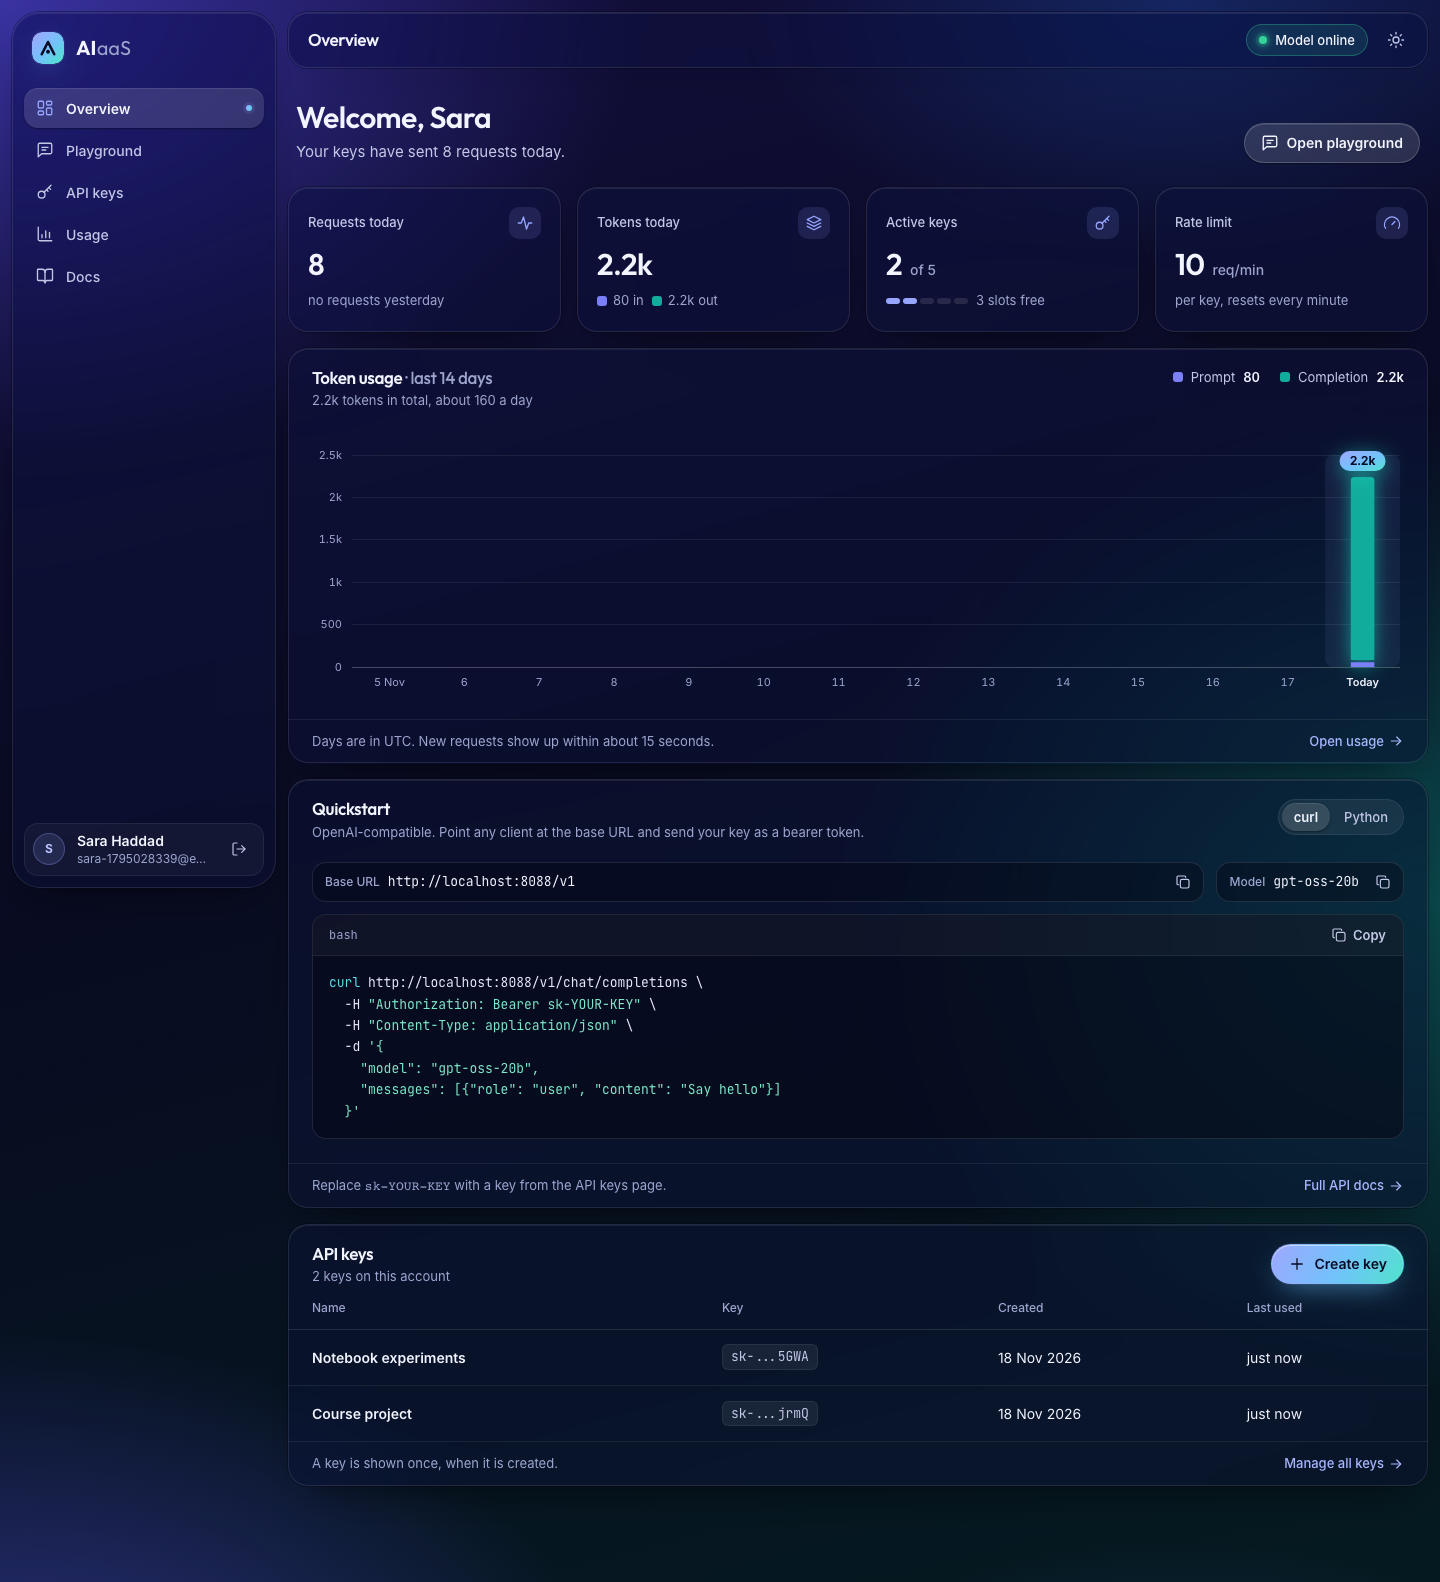 AIaaS
Overview
Playground
API keys
Usage
Docs
S
Sara Haddad
sara-1795028339@e...
Overview
Model online
Welcome, Sara
Your keys have sent 8 requests today.
Open playground
Requests today
8
no requests yesterday
Tokens today
2.2k
80 in 2.2k out
Active keys
2 of 5
3 slots free
Rate limit
10 req/min
per key, resets every minute
Token usage · last 14 days
2.2k tokens in total, about 160 a day
Prompt 80 Completion 2.2k
2.5k
2k
1.5k
1k
500
0
2.2k
5 Nov 6 7 8 9 10 11 12 13 14 15 16 17 Today
Days are in UTC. New requests show up within about 15 seconds.
Open usage →
Quickstart
OpenAI-compatible. Point any client at the base URL and send your key as a bearer token.
curl Python
Base URL http://localhost:8088/v1
Model gpt-oss-20b
bash
Copy
curl http://localhost:8088/v1/chat/completions \
-H "Authorization: Bearer sk-YOUR-KEY" \
-H "Content-Type: application/json" \
-d '{
"model": "gpt-oss-20b",
"messages": [{"role": "user", "content": "Say hello"}]
}'
Replace sk-YOUR-KEY with a key from the API keys page.
Full API docs →
API keys
2 keys on this account
Create key
Name Key Created Last used
Notebook experiments sk-...5GWA 18 Nov 2026 just now
Course project sk-...jrmQ 18 Nov 2026 just now
A key is shown once, when it is created.
Manage all keys →